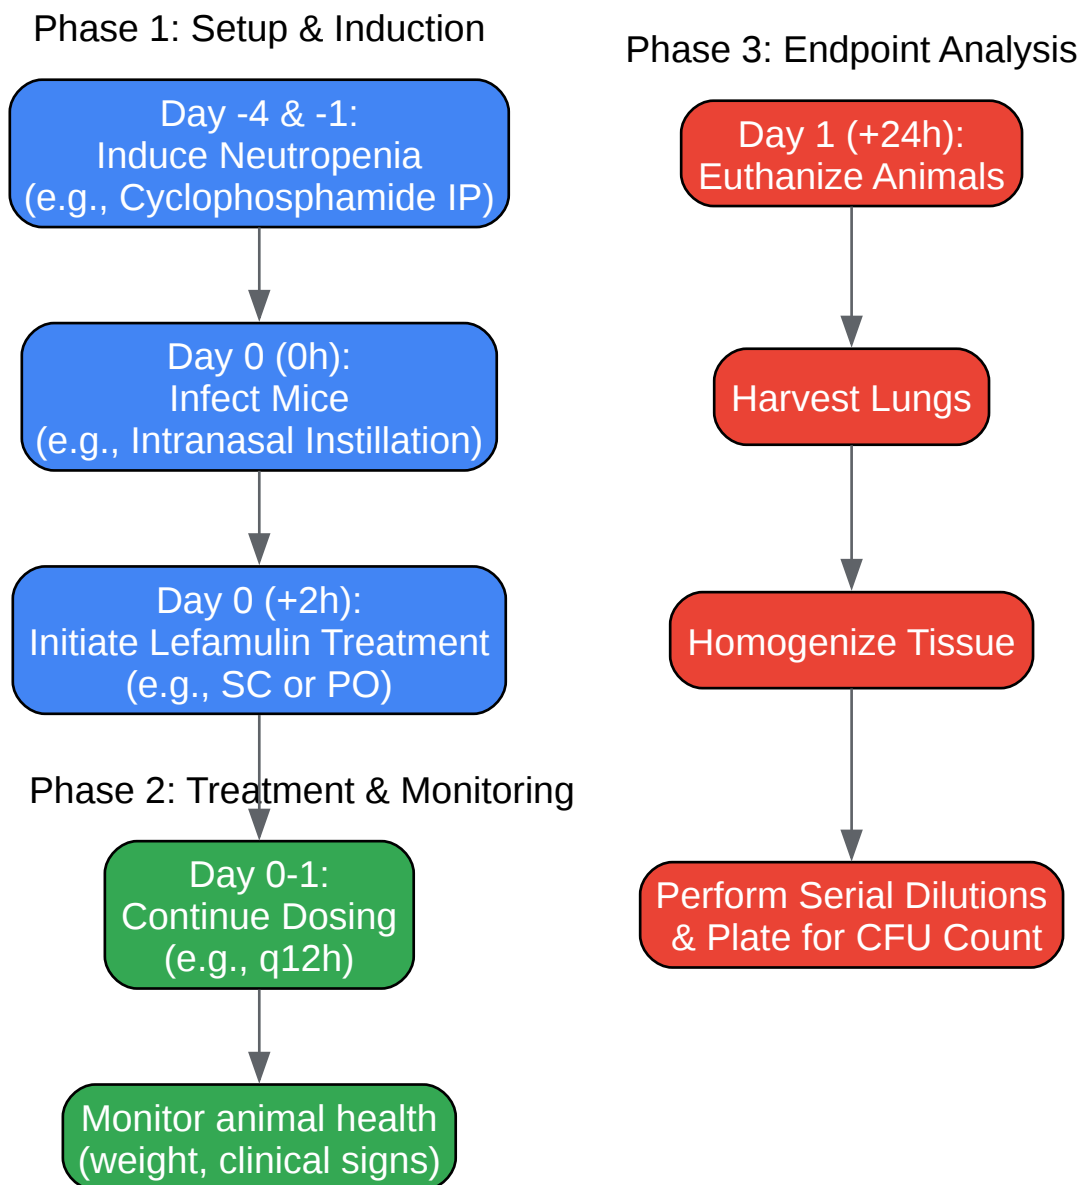 Phase 1: Setup & Induction
Day -4 & -1:
Induce Neutropenia
(e.g., Cyclophosphamide IP)
Day 0 (0h):
Infect Mice
(e.g., Intranasal Instillation)
Day 0 (+2h):
Initiate Lefamulin Treatment
(e.g., SC or PO)
Phase 2: Treatment & Monitoring
Day 0-1:
Continue Dosing
(e.g., q12h)
Monitor animal health
(weight, clinical signs)
Phase 3: Endpoint Analysis
Day 1 (+24h):
Euthanize Animals
Harvest Lungs
Homogenize Tissue
Perform Serial Dilutions
& Plate for CFU Count